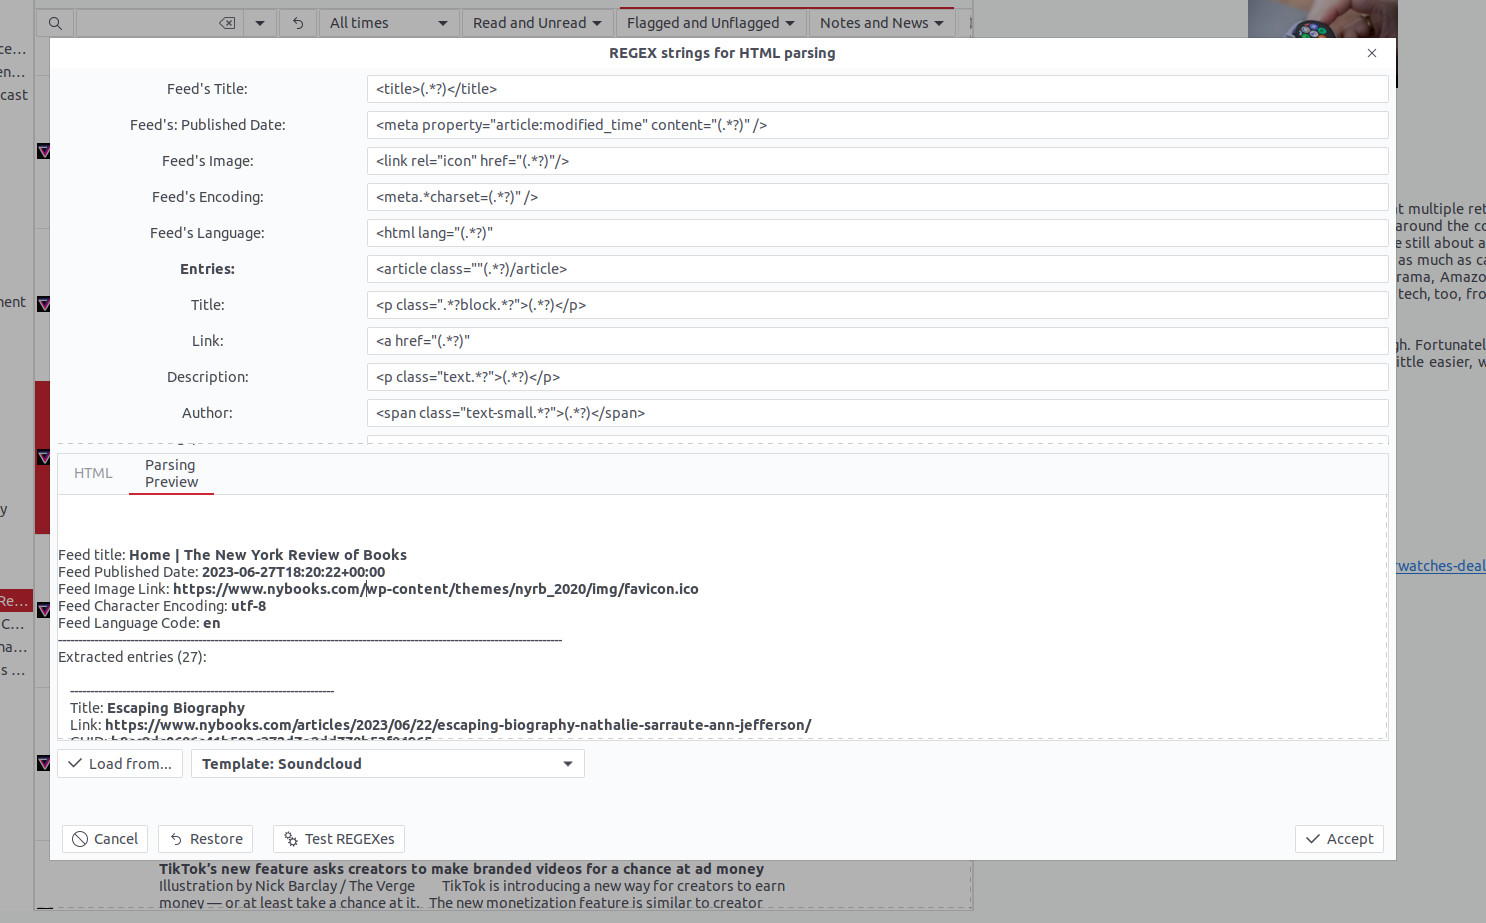 All times
Read and Unread
Flagged and Unflagged
Notes and News
ce…
en…
cast
nent
y
Re…
C…
na…
s …
REGEX strings for HTML parsing
Feed's Title:
<title>(.*?)</title>
Feed's: Published Date:
<meta property="article:modified_time" content="(.*?)" />
Feed's Image:
<link rel="icon" href="(.*?)"/>
Feed's Encoding:
<meta.*charset=(.*?)" />
Feed's Language:
<html lang="(.*?)"
Entries:
<article class=""(.*?)/article>
Title:
<p class=".*?block.*?">(.*?)</p>
Link:
<a href="(.*?)"
Description:
<p class="text.*?">(.*?)</p>
Author:
<span class="text-small.*?">(.*?)</span>
HTML
Parsing
Preview
Feed title: Home | The New York Review of Books
Feed Published Date: 2023-06-27T18:20:22+00:00
Feed Image Link: https://www.nybooks.com/wp-content/themes/nyrb_2020/img/favicon.ico
Feed Character Encoding: utf-8
Feed Language Code: en
Extracted entries (27):
Title: Escaping Biography
Link: https://www.nybooks.com/articles/2023/06/22/escaping-biography-nathalie-sarraute-ann-jefferson/
Load from...
Template: Soundcloud
Cancel
Restore
Test REGEXes
Accept
t multiple ret
around the co
e still about a
as much as ca
rama, Amazo
tech, too, fro
gh. Fortunatel
ittle easier, w
rwatches-deal
TikTok’s new feature asks creators to make branded videos for a chance at ad money
Illustration by Nick Barclay / The Verge TikTok is introducing a new way for creators to earn
money — or at least take a chance at it. The new monetization feature is similar to creator